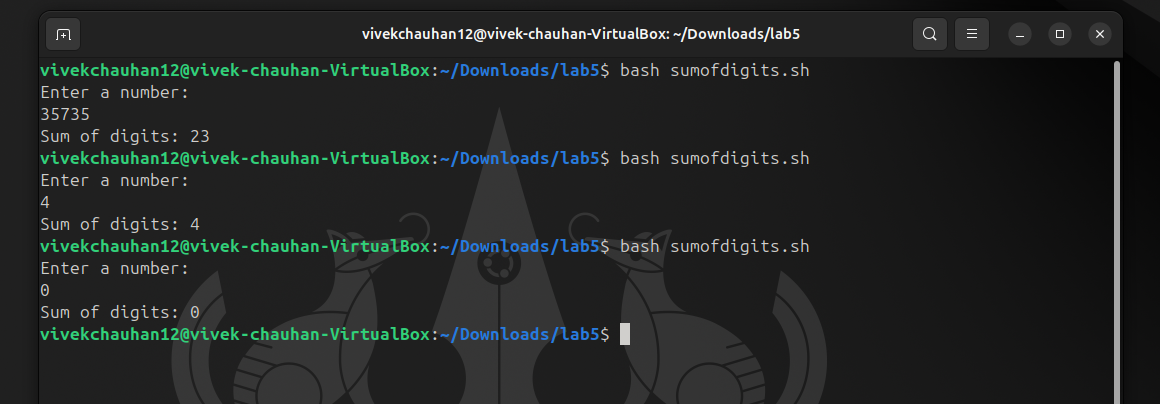 vivekchauhan12@vivek-chauhan-VirtualBox: ~/Downloads/lab5
vivekchauhan12@vivek-chauhan-VirtualBox:~/Downloads/lab5$ bash sumofdigits.sh
Enter a number:
35735
Sum of digits: 23
vivekchauhan12@vivek-chauhan-VirtualBox:~/Downloads/lab5$ bash sumofdigits.sh
Enter a number:
4
Sum of digits: 4
vivekchauhan12@vivek-chauhan-VirtualBox:~/Downloads/lab5$ bash sumofdigits.sh
Enter a number:
0
Sum of digits: 0
vivekchauhan12@vivek-chauhan-VirtualBox:~/Downloads/lab5$